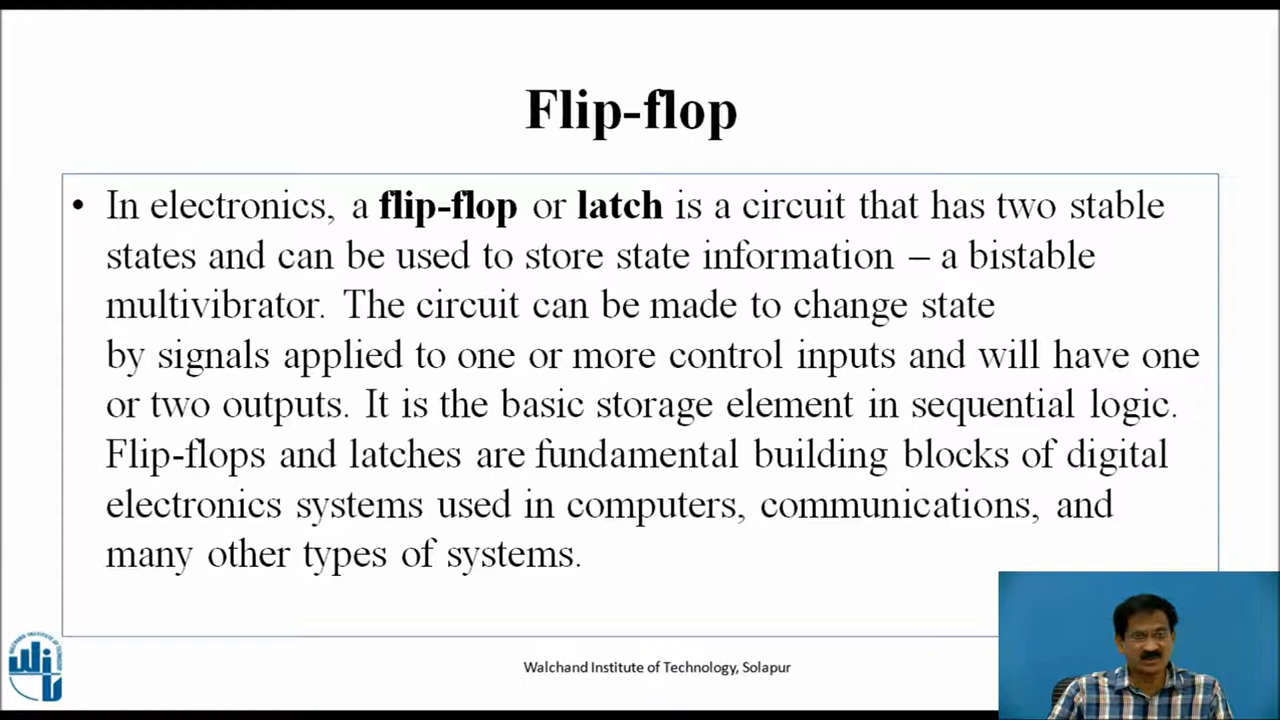 Flip-flop
• In electronics, a flip-flop or latch is a circuit that has two stable
states and can be used to store state information – a bistable
multivibrator. The circuit can be made to change state
by signals applied to one or more control inputs and will have one
or two outputs. It is the basic storage element in sequential logic.
Flip-flops and latches are fundamental building blocks of digital
electronics systems used in computers, communications, and
many other types of systems.
Walchand Institute of Technology, Solapur